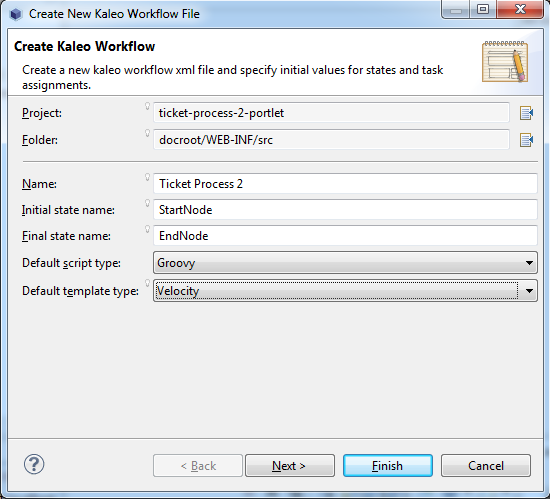 Create New Kaleo Workflow File
Create Kaleo Workflow
Create a new kaleo workflow xml file and specify initial values for states and task
assignments.
Project: ticket-process-2-portlet
Folder: docroot/WEB-INF/src
Name: Ticket Process 2
Initial state name: StartNode
Final state name: EndNode
Default script type: Groovy
Default template type: Velocity
? < Back Next > Finish Cancel